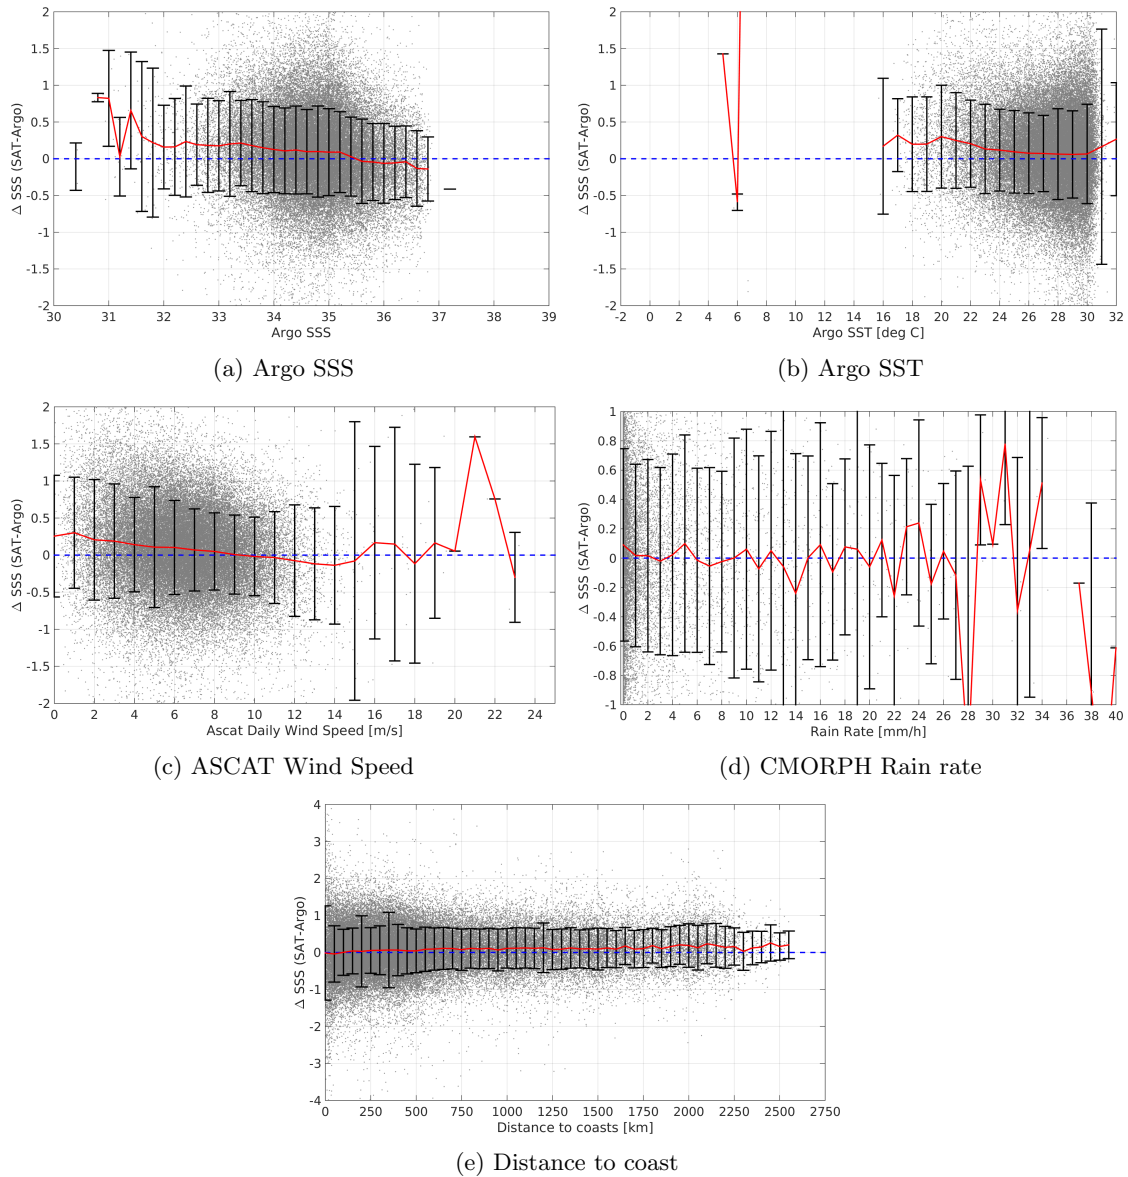 2
1.5
1
0.5
0
-0.5
-1
-1.5
-2
Δ SSS (SAT-Argo)
30 31 32 33 34 35 36 37 38 39
Argo SSS
(a) Argo SSS
2
1.5
1
0.5
0
-0.5
-1
-1.5
-2
Δ SSS (SAT-Argo)
-2 0 2 4 6 8 10 12 14 16 18 20 22 24 26 28 30 32
Argo SST [deg C]
(b) Argo SST
2
1.5
1
0.5
0
-0.5
-1
-1.5
-2
Δ SSS (SAT-Argo)
0 2 4 6 8 10 12 14 16 18 20 22 24
Ascat Daily Wind Speed [m/s]
(c) ASCAT Wind Speed
1
0.8
0.6
0.4
0.2
0
-0.2
-0.4
-0.6
-0.8
-1
Δ SSS (SAT-Argo)
0 2 4 6 8 10 12 14 16 18 20 22 24 26 28 30 32 34 36 38 40
Rain Rate [mm/h]
(d) CMORPH Rain rate
4
3
2
1
0
-1
-2
-3
-4
Δ SSS (SAT-Argo)
0 250 500 750 1000 1250 1500 1750 2000 2250 2500 2750
Distance to coasts [km]
(e) Distance to coast